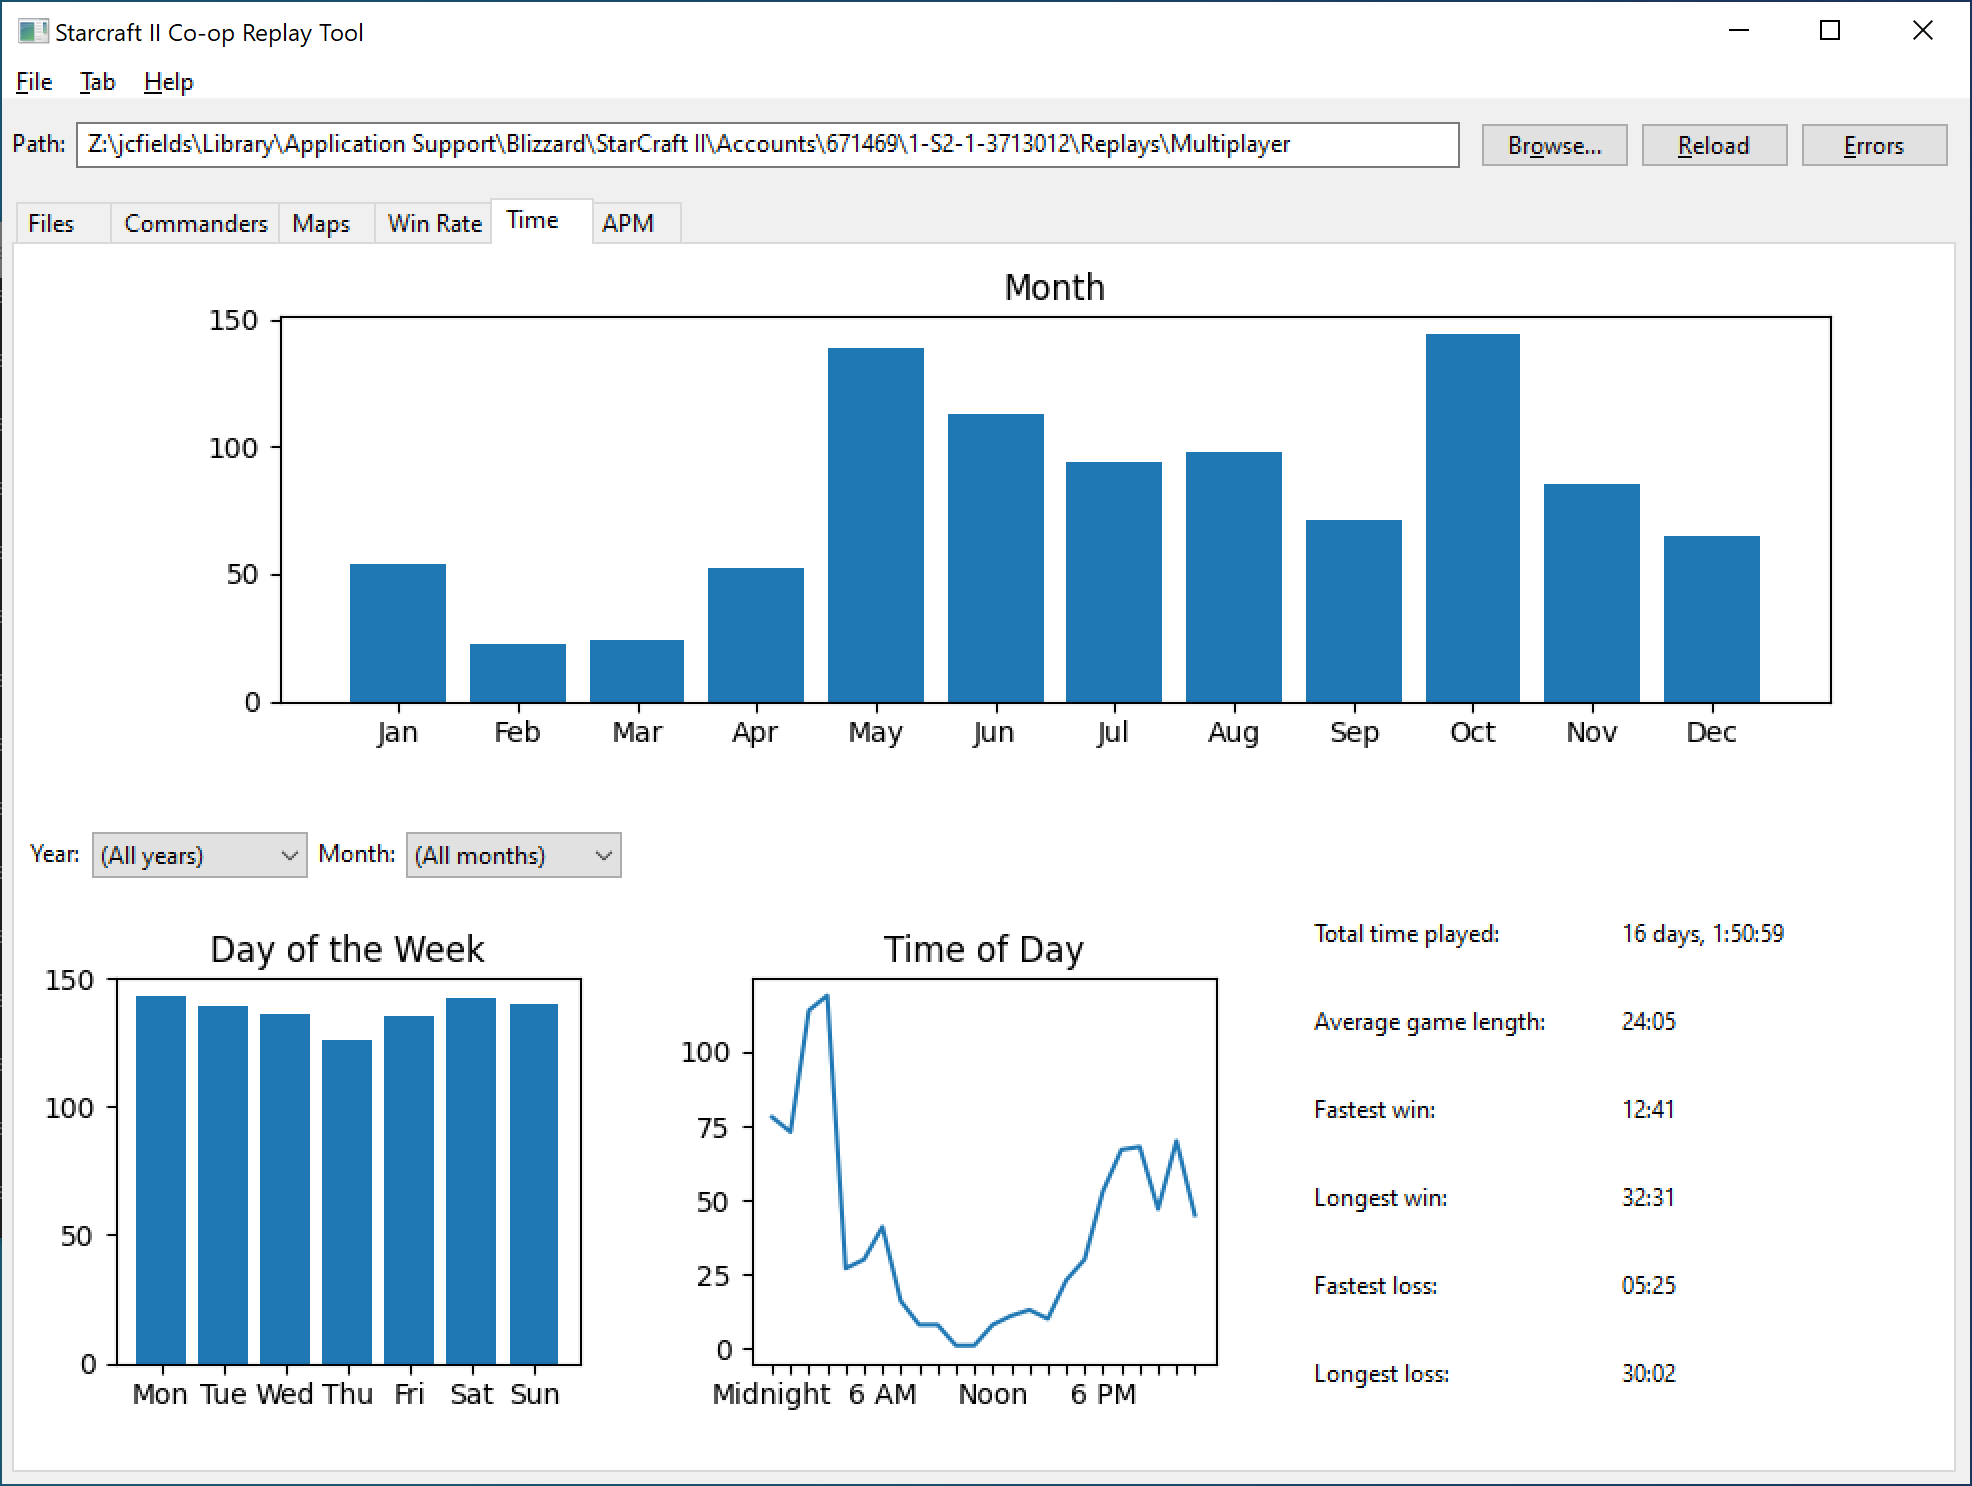 Starcraft II Co-op Replay Tool
File Tab Help
Path: Z:\jcfields\Library\Application Support\Blizzard\StarCraft II\Accounts\671469\1-S2-1-3713012\Replays\Multiplayer Browse... Reload Errors
Files Commanders Maps Win Rate Time APM
Month
150
100
50
0
Jan Feb Mar Apr May Jun Jul Aug Sep Oct Nov Dec
Year: (All years) Month: (All months)
Day of the Week
150
100
50
0
Mon Tue Wed Thu Fri Sat Sun
Time of Day
100
75
50
25
0
Midnight 6 AM Noon 6 PM
Total time played: 16 days, 1:50:59
Average game length: 24:05
Fastest win: 12:41
Longest win: 32:31
Fastest loss: 05:25
Longest loss: 30:02